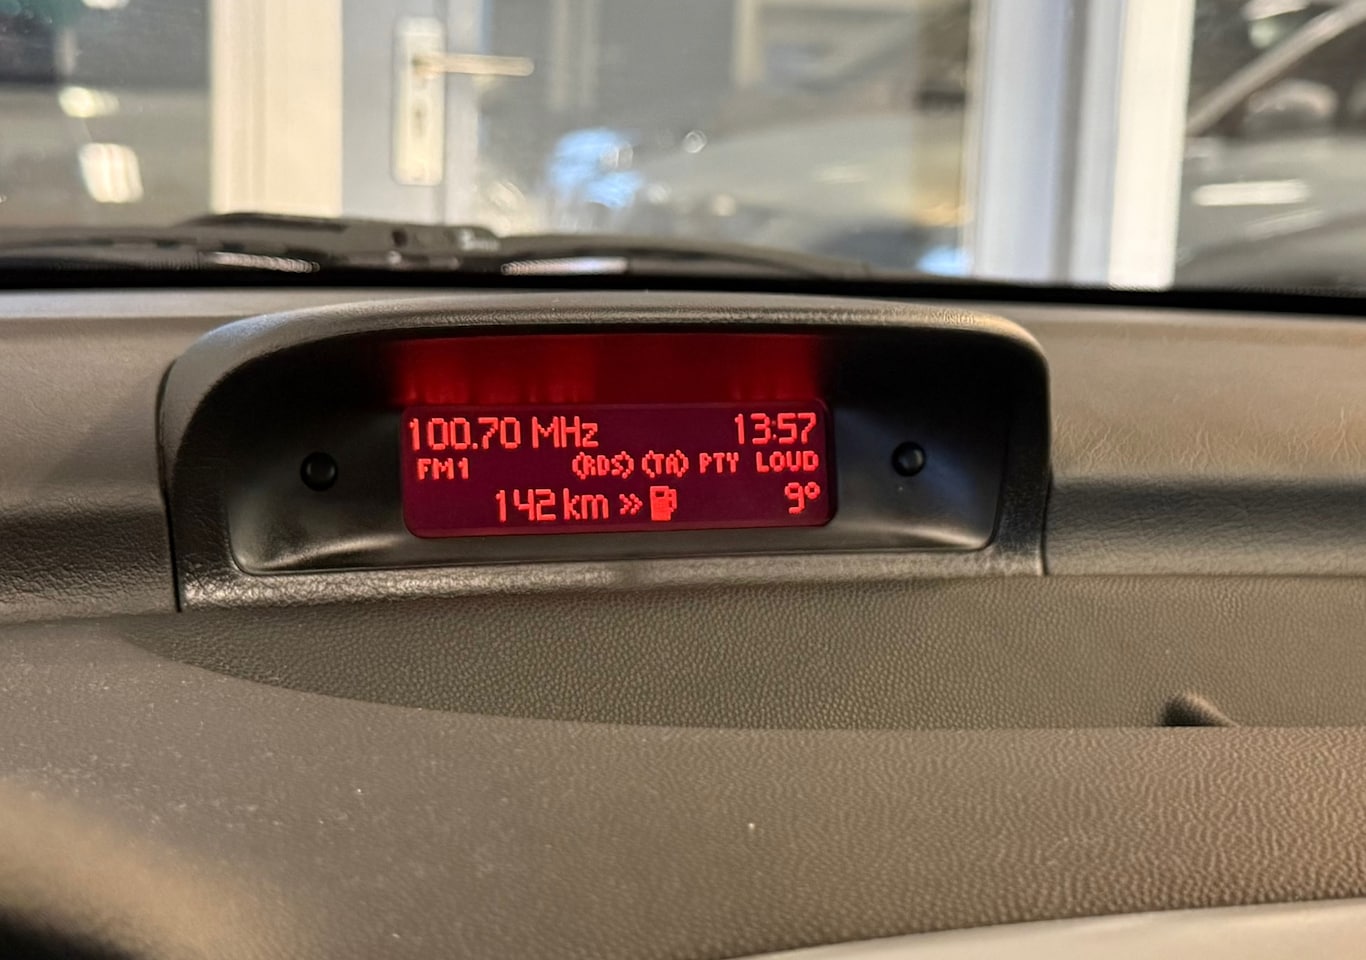 100.70 MHz 13:57
FM1 (RDS) (TA) PTY LOUD
142 km » 9°